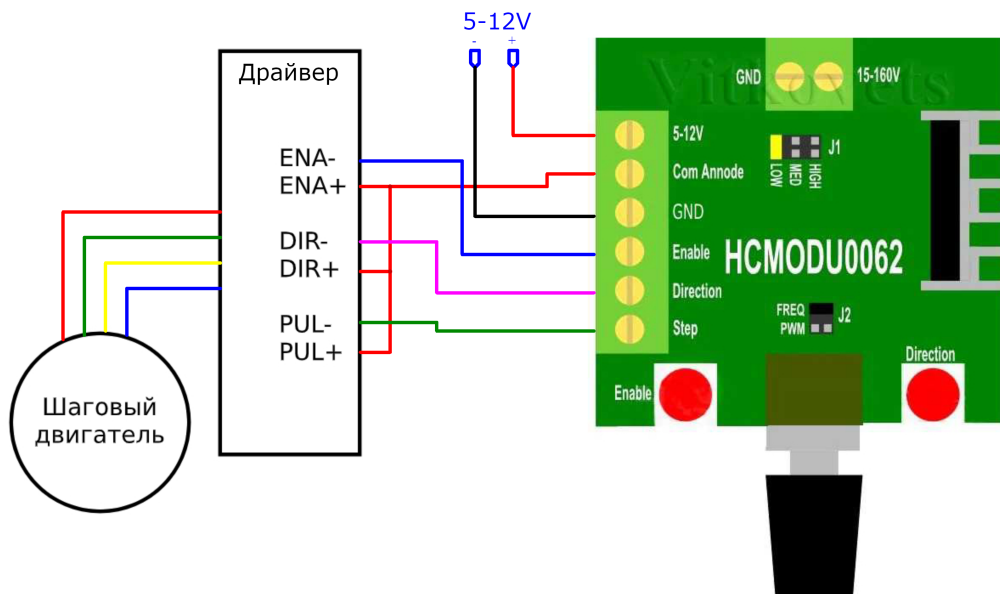 5-12V
- +
Драйвер
ENA-
ENA+
DIR-
DIR+
PUL-
PUL+
Шаговый
двигатель
Vitkovets
GND
15-160V
5-12V
Com Annode
GND
Enable
Direction
Step
J1
LOW
MED
HIGH
HCMODU0062
FREQ
PWM
J2
Enable
Direction